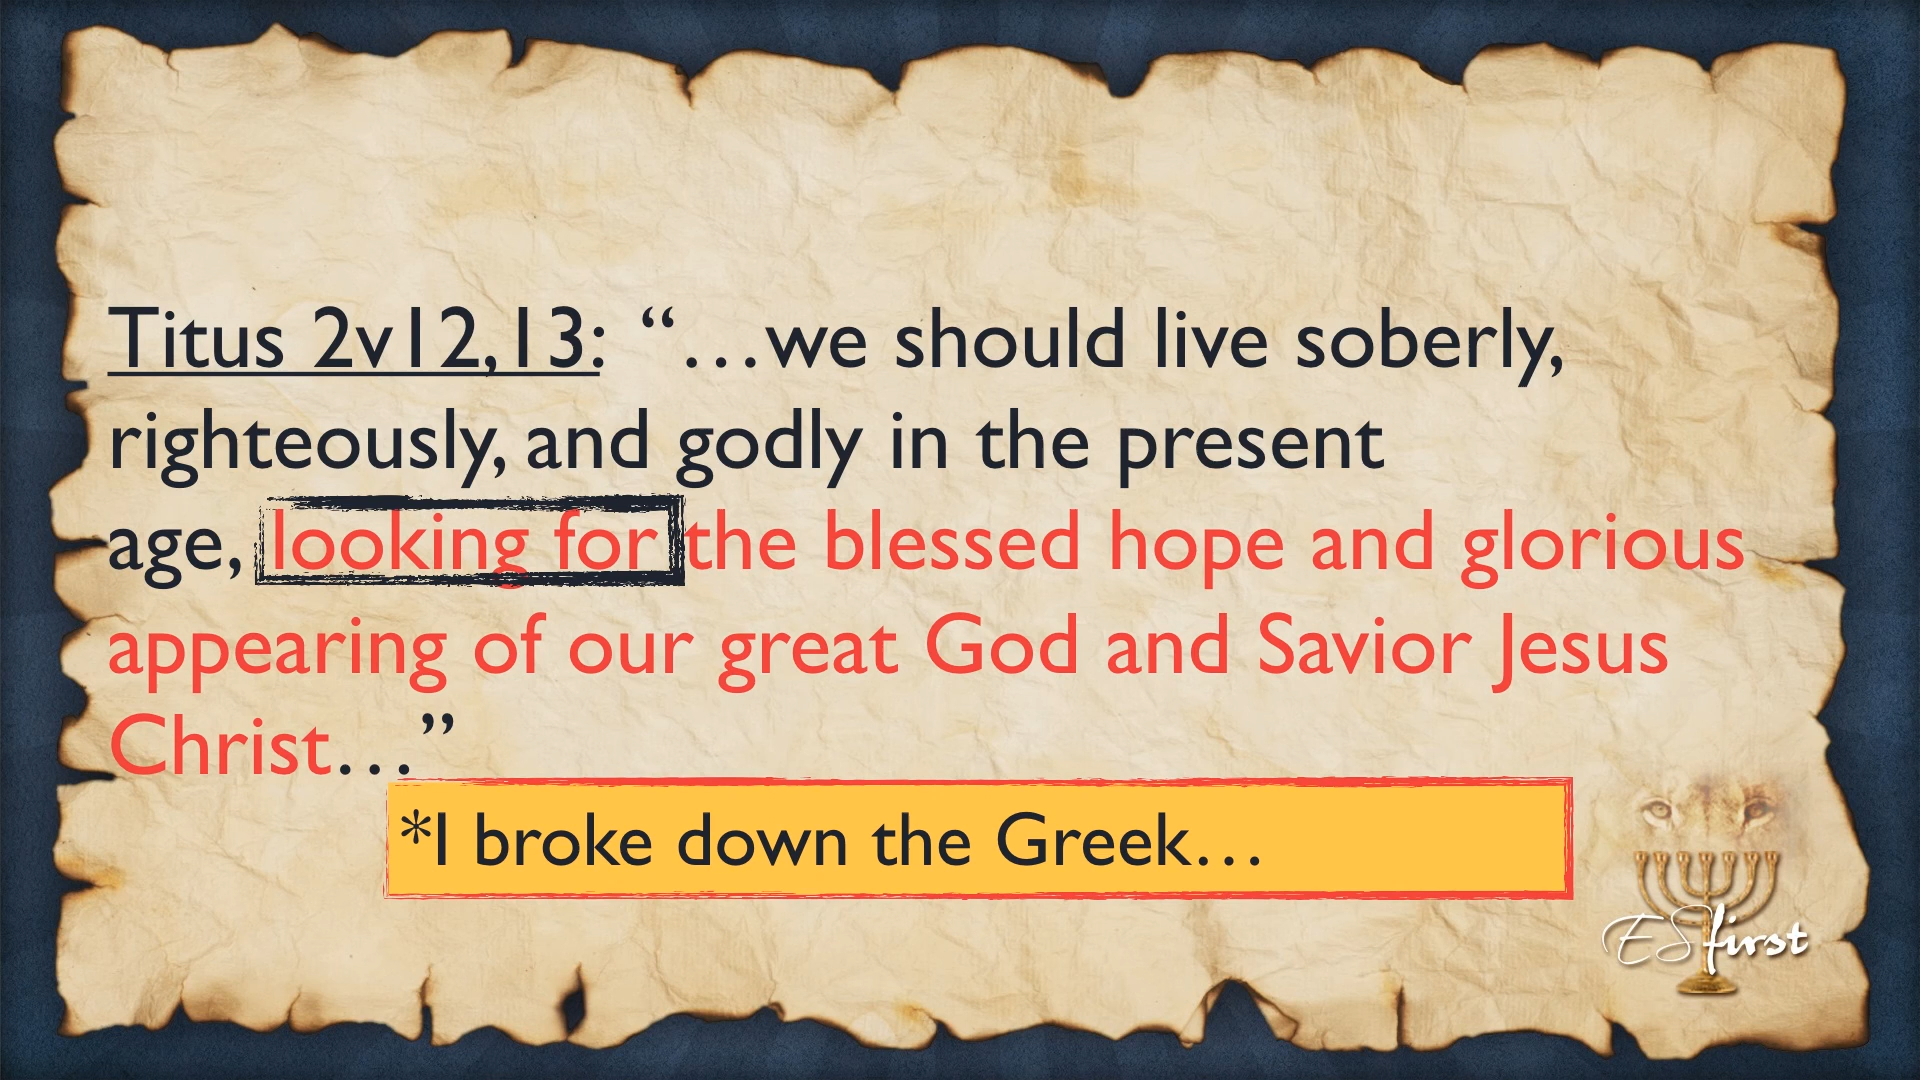 Titus 2v12,13: “…we should live soberly,
righteously, and godly in the present
age, looking for the blessed hope and glorious
appearing of our great God and Savior Jesus
Christ…”
*I broke down the Greek…
ESfirst